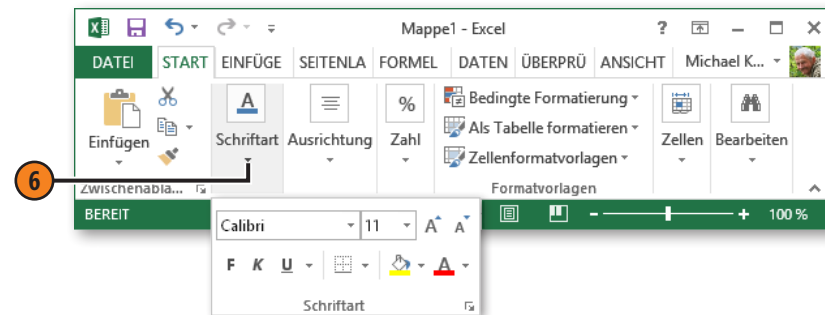 Mappe1 - Excel ?
DATEI START EINFÜGE SEITENLA FORMEL DATEN ÜBERPRÜ ANSICHT Michael K...
Einfügen
Schriftart
Ausrichtung
%
Zahl
Bedingte Formatierung
Als Tabelle formatieren
Zellenformatvorlagen
Zellen
Bearbeiten
6
Zwischenabla...
Formatvorlagen
BEREIT
- + 100 %
Calibri 11 A A
F K U A
Schriftart